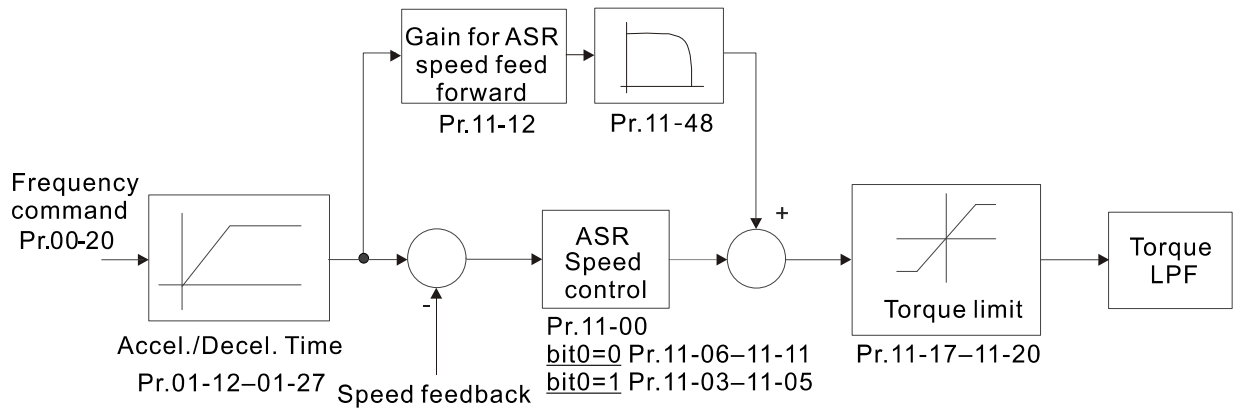 Gain for ASR
speed feed
forward
Pr.11-12
Pr.11-48
Frequency
command
Pr.00-20
Accel./Decel. Time
Pr.01-12–01-27
-
Speed feedback
ASR
Speed
control
Pr.11-00
bit0=0 Pr.11-06–11-11
bit0=1 Pr.11-03–11-05
+
Torque limit
Pr.11-17–11-20
Torque
LPF